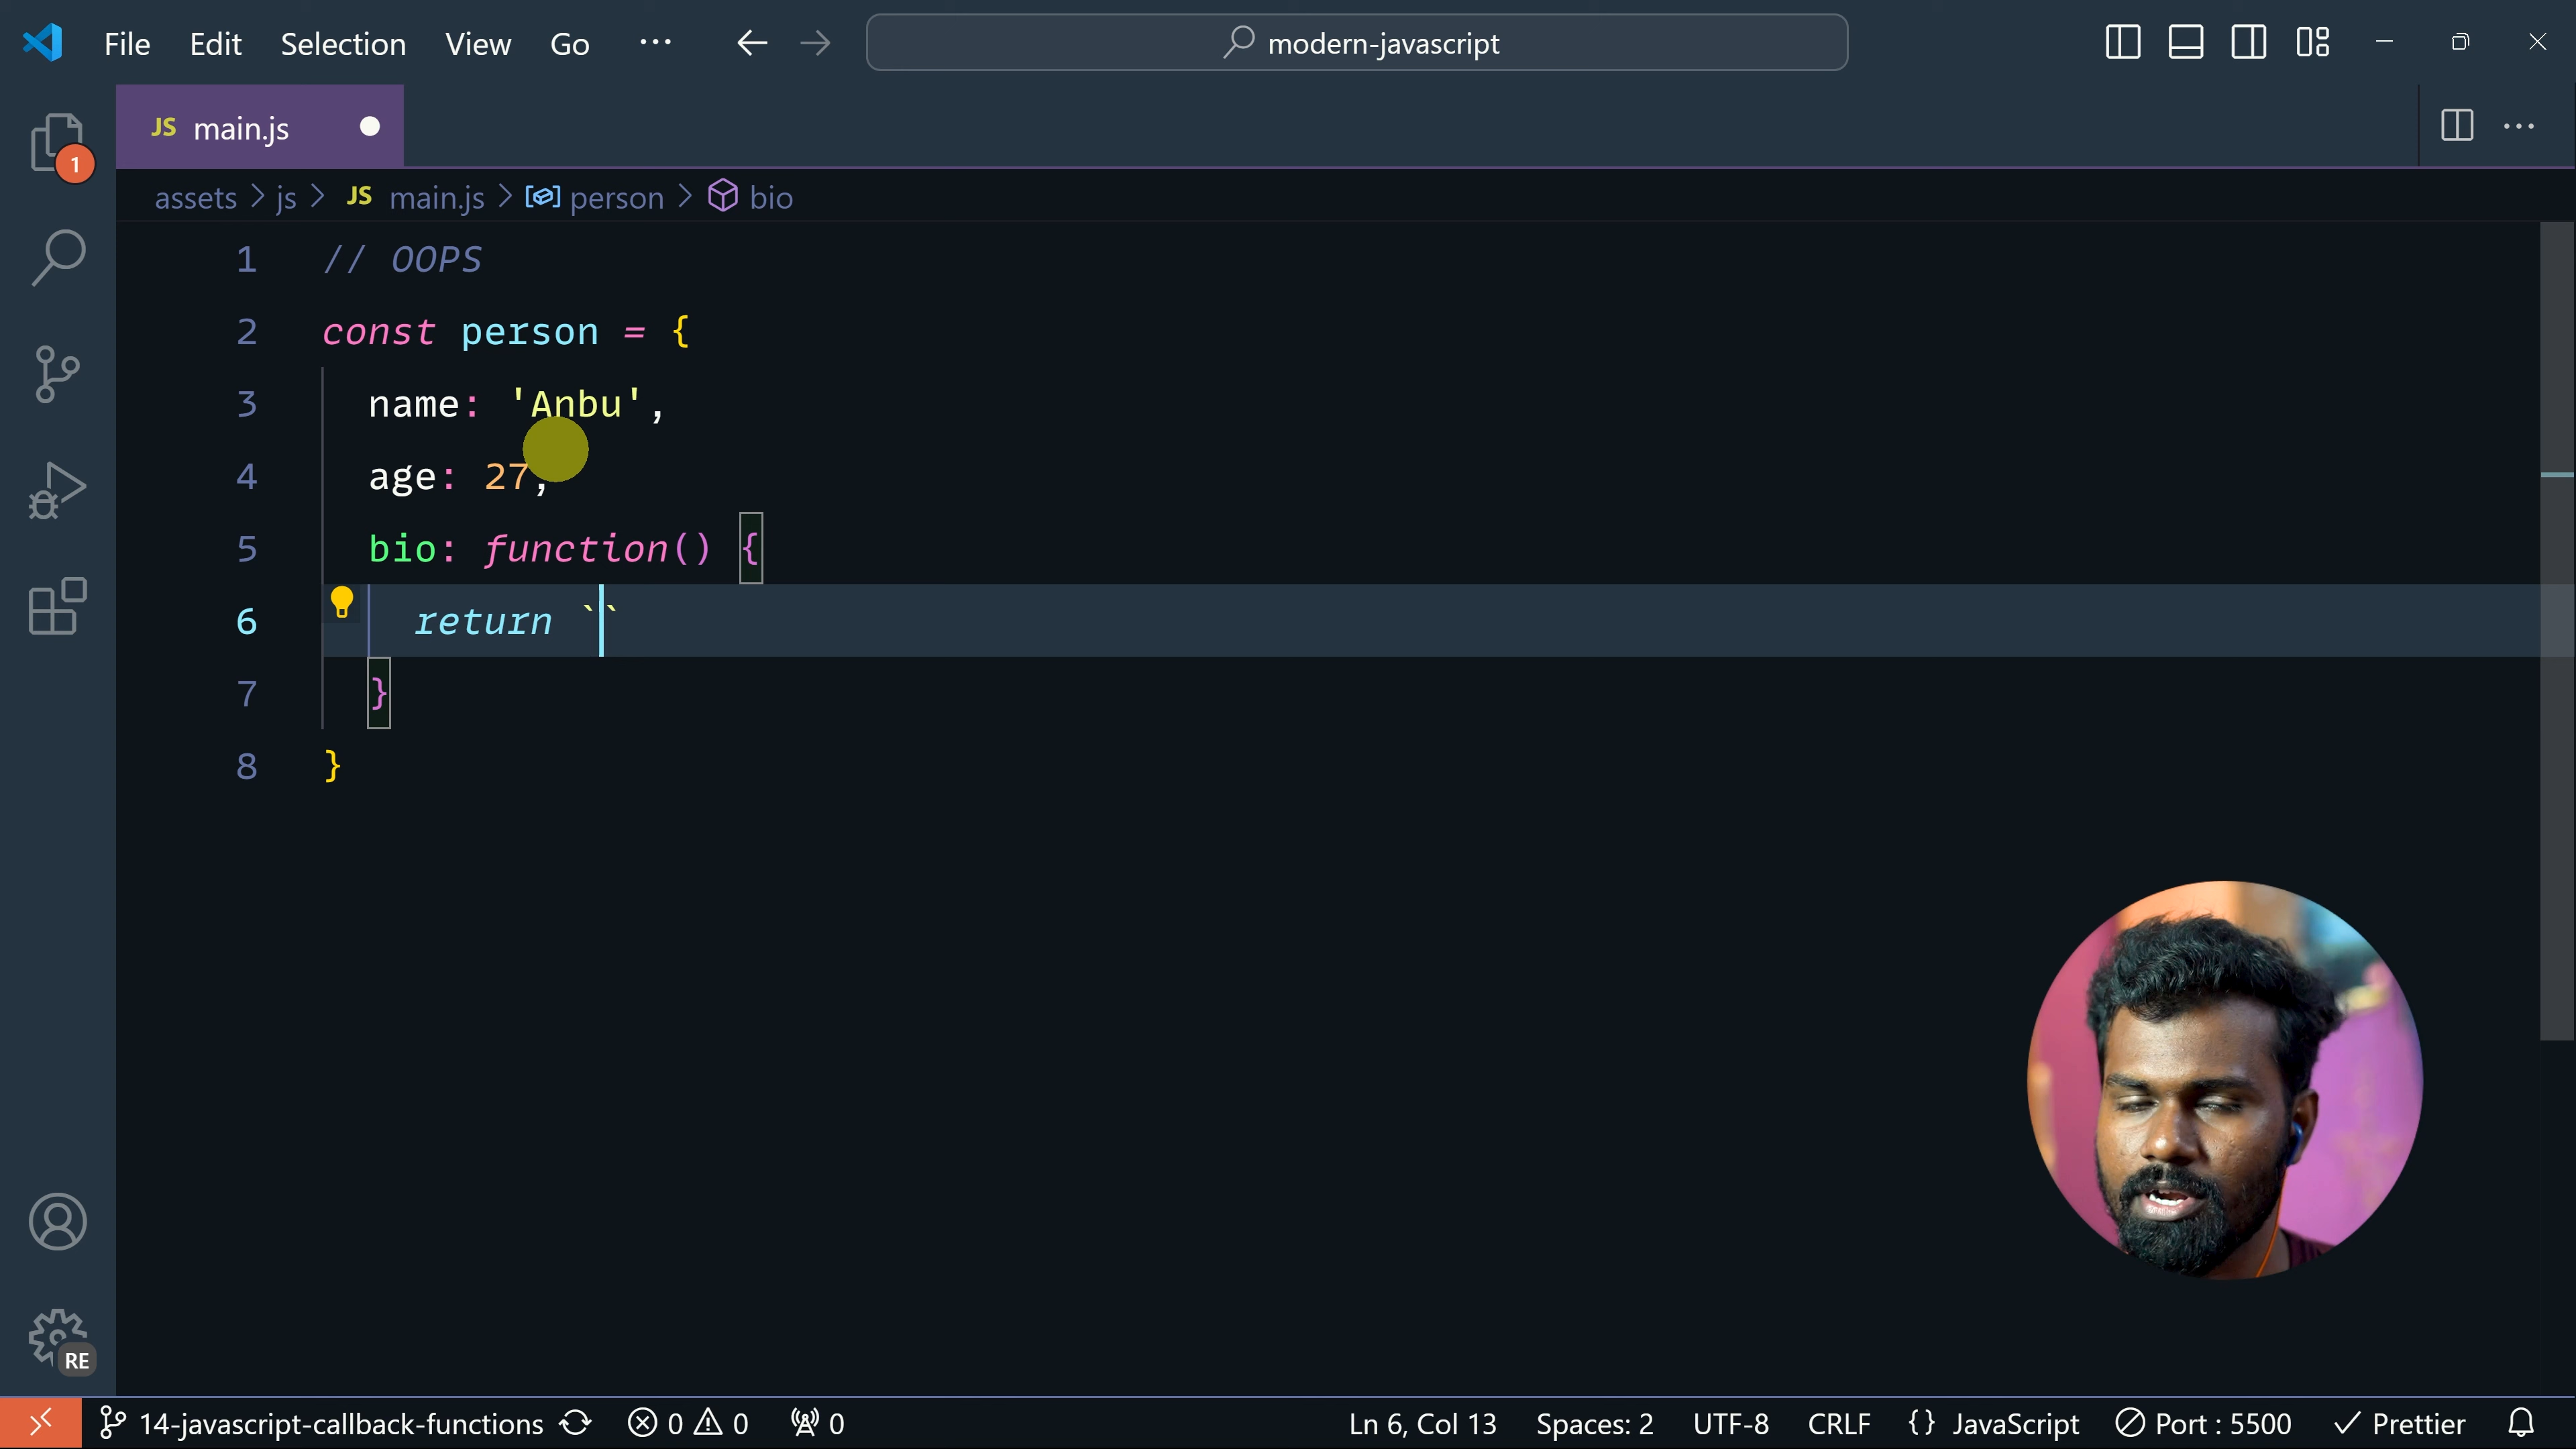 File Edit Selection View Go ··· modern-javascript
JS main.js
assets > js > JS main.js > person > bio
1
1 // OOPS
2 const person = {
3 name: 'Anbu',
4 age: 27,
5 bio: function() {
6 return ``
7 }
8 }
RE
14-javascript-callback-functions 0 0 0 Ln 6, Col 13 Spaces: 2 UTF-8 CRLF {} JavaScript Port : 5500 Prettier